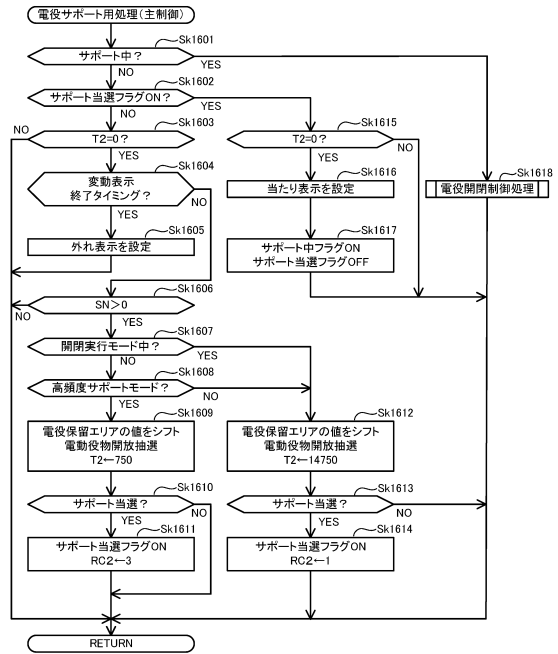 電役サポート用処理(主制御)
Sk1601
サポート中?
YES
NO
Sk1602
サポート当選フラグON?
YES
NO
Sk1603
T2=0?
NO
YES
Sk1604
変動表示
終了タイミング?
NO
YES
Sk1605
外れ表示を設定
Sk1615
T2=0?
NO
YES
Sk1616
当たり表示を設定
Sk1617
サポート中フラグON
サポート当選フラグOFF
Sk1618
電役開閉制御処理
Sk1606
SN>0
NO
YES
Sk1607
開閉実行モード中?
YES
NO
Sk1608
高頻度サポートモード?
NO
YES
Sk1609
電役保留エリアの値をシフト
電動役物開放抽選
T2←750
Sk1610
サポート当選?
NO
YES
Sk1611
サポート当選フラグON
RC2←3
Sk1612
電役保留エリアの値をシフト
電動役物開放抽選
T2←14750
Sk1613
サポート当選?
NO
YES
Sk1614
サポート当選フラグON
RC2←1
RETURN